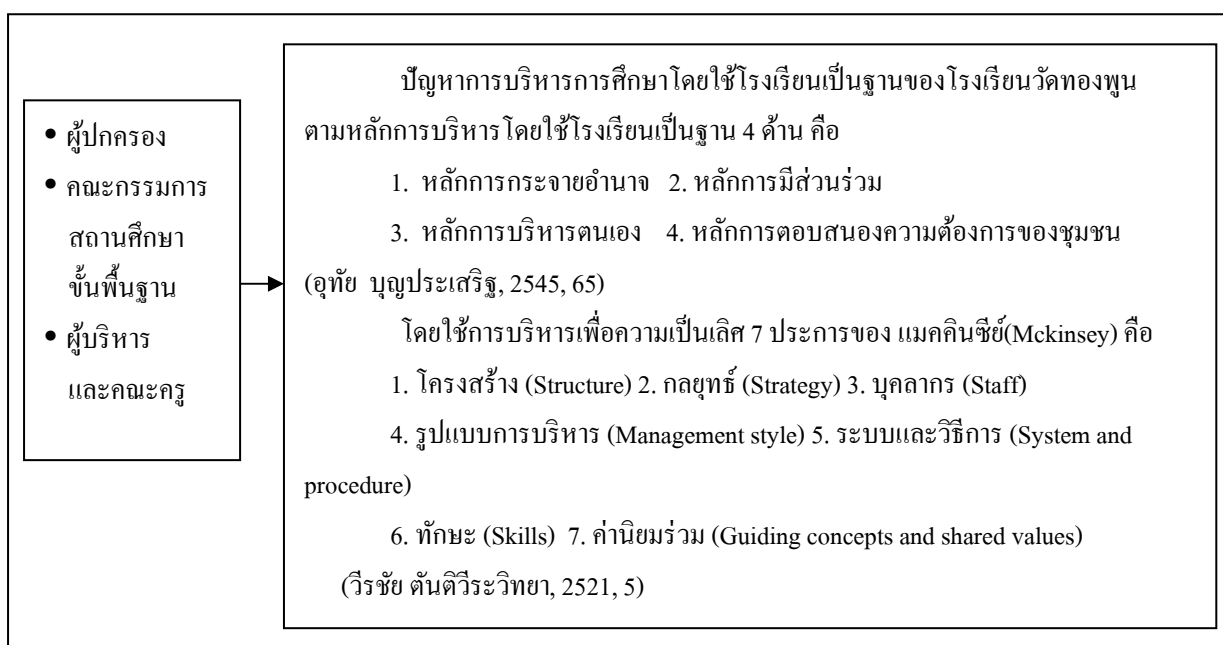 • ผู้ปกครอง
• คณะกรรมการ
สถานศึกษา
ขั้นพื้นฐาน
• ผู้บริหาร
และคณะครู
ปัญหาการบริหารการศึกษาโดยใช้โรงเรียนเป็นฐานของโรงเรียนวัดทองพูน
ตามหลักการบริหารโดยใช้โรงเรียนเป็นฐาน 4 ด้าน คือ
1. หลักการกระจายอำนาจ 2. หลักการมีส่วนร่วม
3. หลักการบริหารตนเอง 4. หลักการตอบสนองความต้องการของชุมชน
(อุทัย บุญประเสริฐ, 2545, 65)
โดยใช้การบริหารเพื่อความเป็นเลิศ 7 ประการของ แมคคินซีย์(Mckinsey) คือ
1. โครงสร้าง (Structure) 2. กลยุทธ์ (Strategy) 3. บุคลากร (Staff)
4. รูปแบบการบริหาร (Management style) 5. ระบบและวิธีการ (System and
procedure)
6. ทักษะ (Skills) 7. ค่านิยมร่วม (Guiding concepts and shared values)
(วีรชัย ตันติวีระวิทยา, 2521, 5)